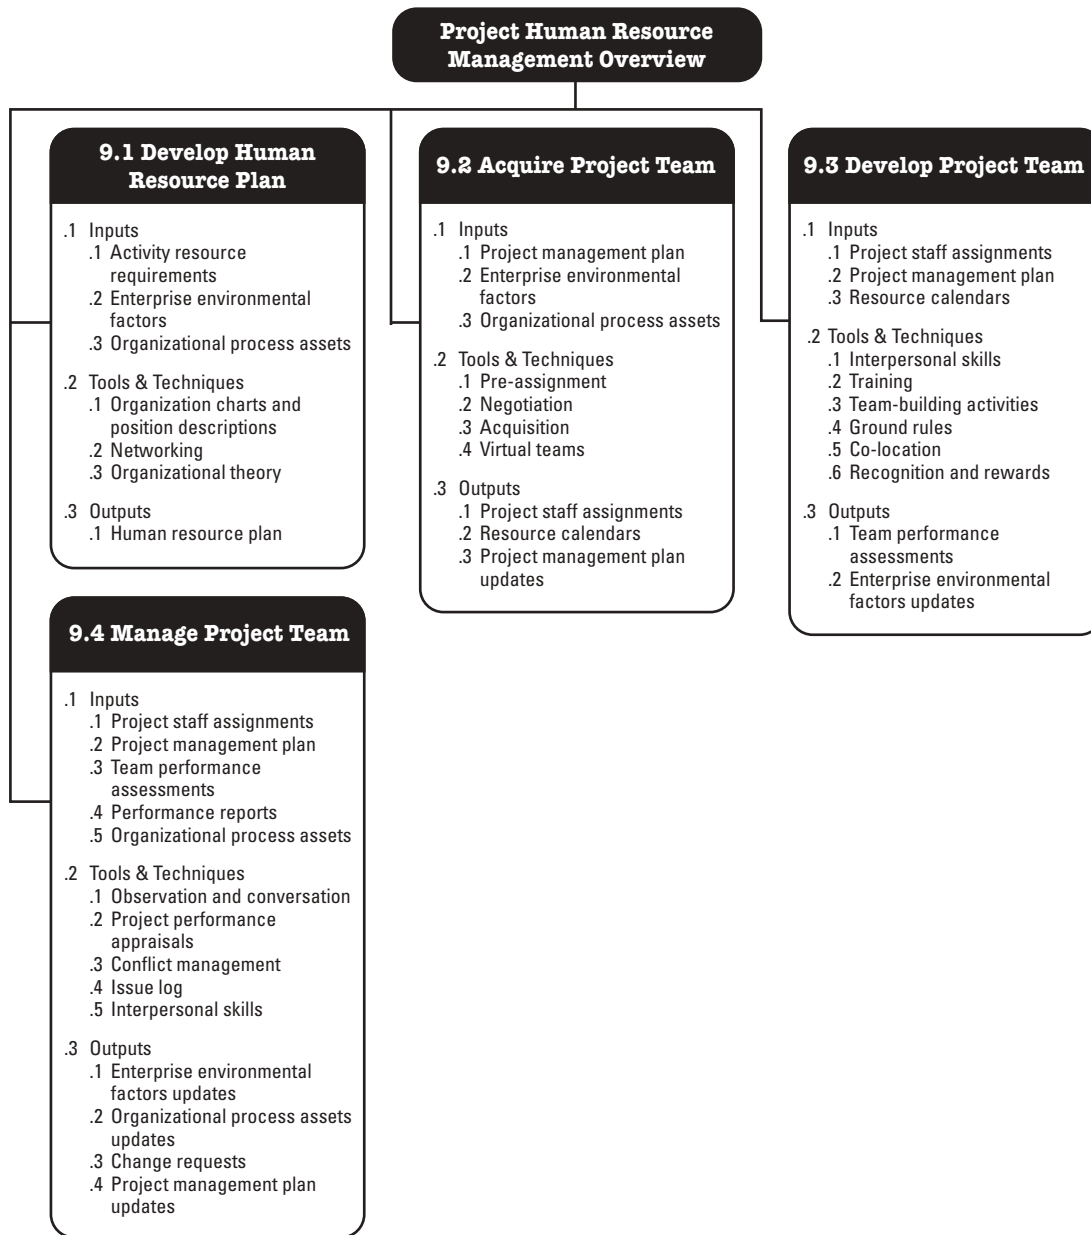 Project Human Resource
Management Overview
9.1 Develop Human
Resource Plan
.1 Inputs
.1 Activity resource
requirements
.2 Enterprise environmental
factors
.3 Organizational process assets
.2 Tools & Techniques
.1 Organization charts and
position descriptions
.2 Networking
.3 Organizational theory
.3 Outputs
.1 Human resource plan
9.2 Acquire Project Team
.1 Inputs
.1 Project management plan
.2 Enterprise environmental
factors
.3 Organizational process assets
.2 Tools & Techniques
.1 Pre-assignment
.2 Negotiation
.3 Acquisition
.4 Virtual teams
.3 Outputs
.1 Project staff assignments
.2 Resource calendars
.3 Project management plan
updates
9.3 Develop Project Team
.1 Inputs
.1 Project staff assignments
.2 Project management plan
.3 Resource calendars
.2 Tools & Techniques
.1 Interpersonal skills
.2 Training
.3 Team-building activities
.4 Ground rules
.5 Co-location
.6 Recognition and rewards
.3 Outputs
.1 Team performance
assessments
.2 Enterprise environmental
factors updates
9.4 Manage Project Team
.1 Inputs
.1 Project staff assignments
.2 Project management plan
.3 Team performance
assessments
.4 Performance reports
.5 Organizational process assets
.2 Tools & Techniques
.1 Observation and conversation
.2 Project performance
appraisals
.3 Conflict management
.4 Issue log
.5 Interpersonal skills
.3 Outputs
.1 Enterprise environmental
factors updates
.2 Organizational process assets
updates
.3 Change requests
.4 Project management plan
updates